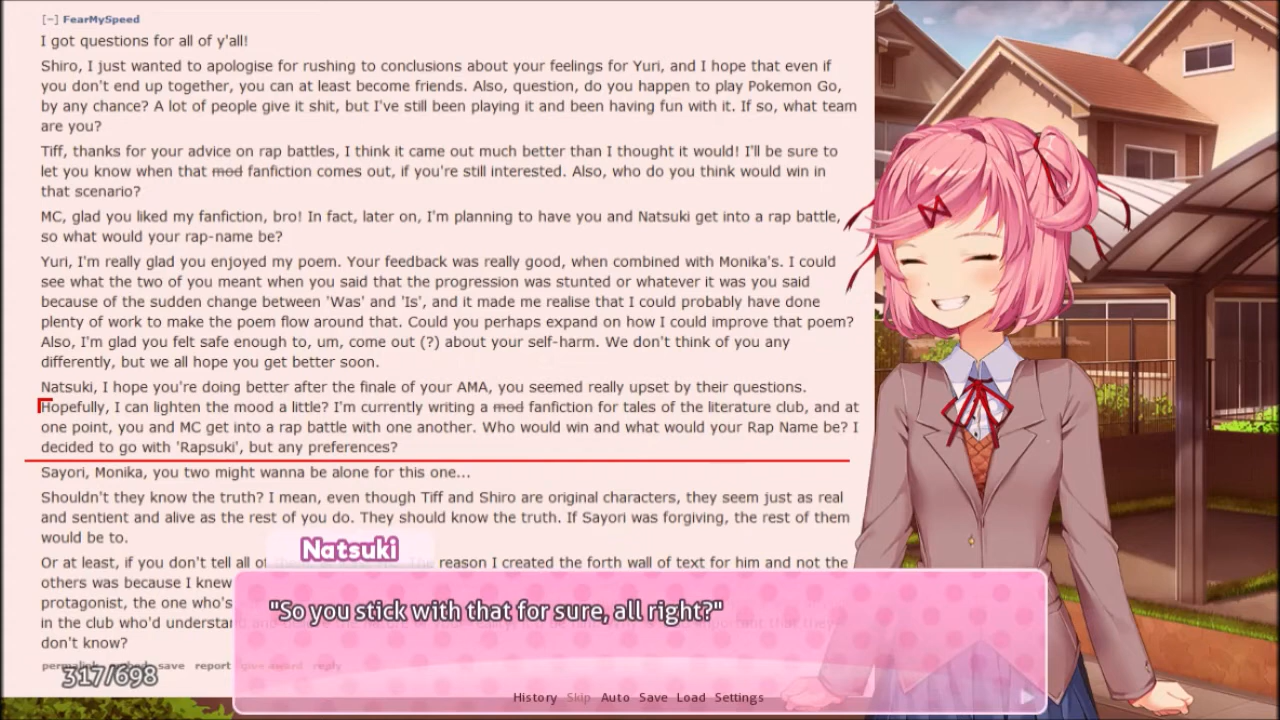 [−] FearMySpeed
I got questions for all of y'all!
Shiro, I just wanted to apologise for rushing to conclusions about your feelings for Yuri, and I hope that even if
you don't end up together, you can at least become friends. Also, question, do you happen to play Pokemon Go,
by any chance? A lot of people give it shit, but I've still been playing it and been having fun with it. If so, what team
are you?
Tiff, thanks for your advice on rap battles, I think it came out much better than I thought it would! I'll be sure to
let you know when that mod fanfiction comes out, if you're still interested. Also, who do you think would win in
that scenario?
MC, glad you liked my fanfiction, bro! In fact, later on, I'm planning to have you and Natsuki get into a rap battle,
so what would your rap-name be?
Yuri, I'm really glad you enjoyed my poem. Your feedback was really good, when combined with Monika's. I could
see what the two of you meant when you said that the progression was stunted or whatever it was you said
because of the sudden change between 'Was' and 'Is', and it made me realise that I could probably have done
plenty of work to make the poem flow around that. Could you perhaps expand on how I could improve that poem?
Also, I'm glad you felt safe enough to, um, come out (?) about your self-harm. We don't think of you any
differently, but we all hope you get better soon.
Natsuki, I hope you're doing better after the finale of your AMA, you seemed really upset by their questions.
Hopefully, I can lighten the mood a little? I'm currently writing a mod fanfiction for tales of the literature club, and at
one point, you and MC get into a rap battle with one another. Who would win and what would your Rap Name be? I
decided to go with 'Rapsuki', but any preferences?
Sayori, Monika, you two might wanna be alone for this one...
Shouldn't they know the truth? I mean, even though Tiff and Shiro are original characters, they seem just as real
and sentient and alive as the rest of you do. They should know the truth. If Sayori was forgiving, the rest of them
would be to.
Or at least, if you don't tell all of reason I created the forth wall of text for him and not the
others was because I knew
protagonist, the one who's
in the club who'd understand
don't know?
permalink save report give award reply
317/698
Natsuki
"So you stick with that for sure, all right?"
History Skip Auto Save Load Settings